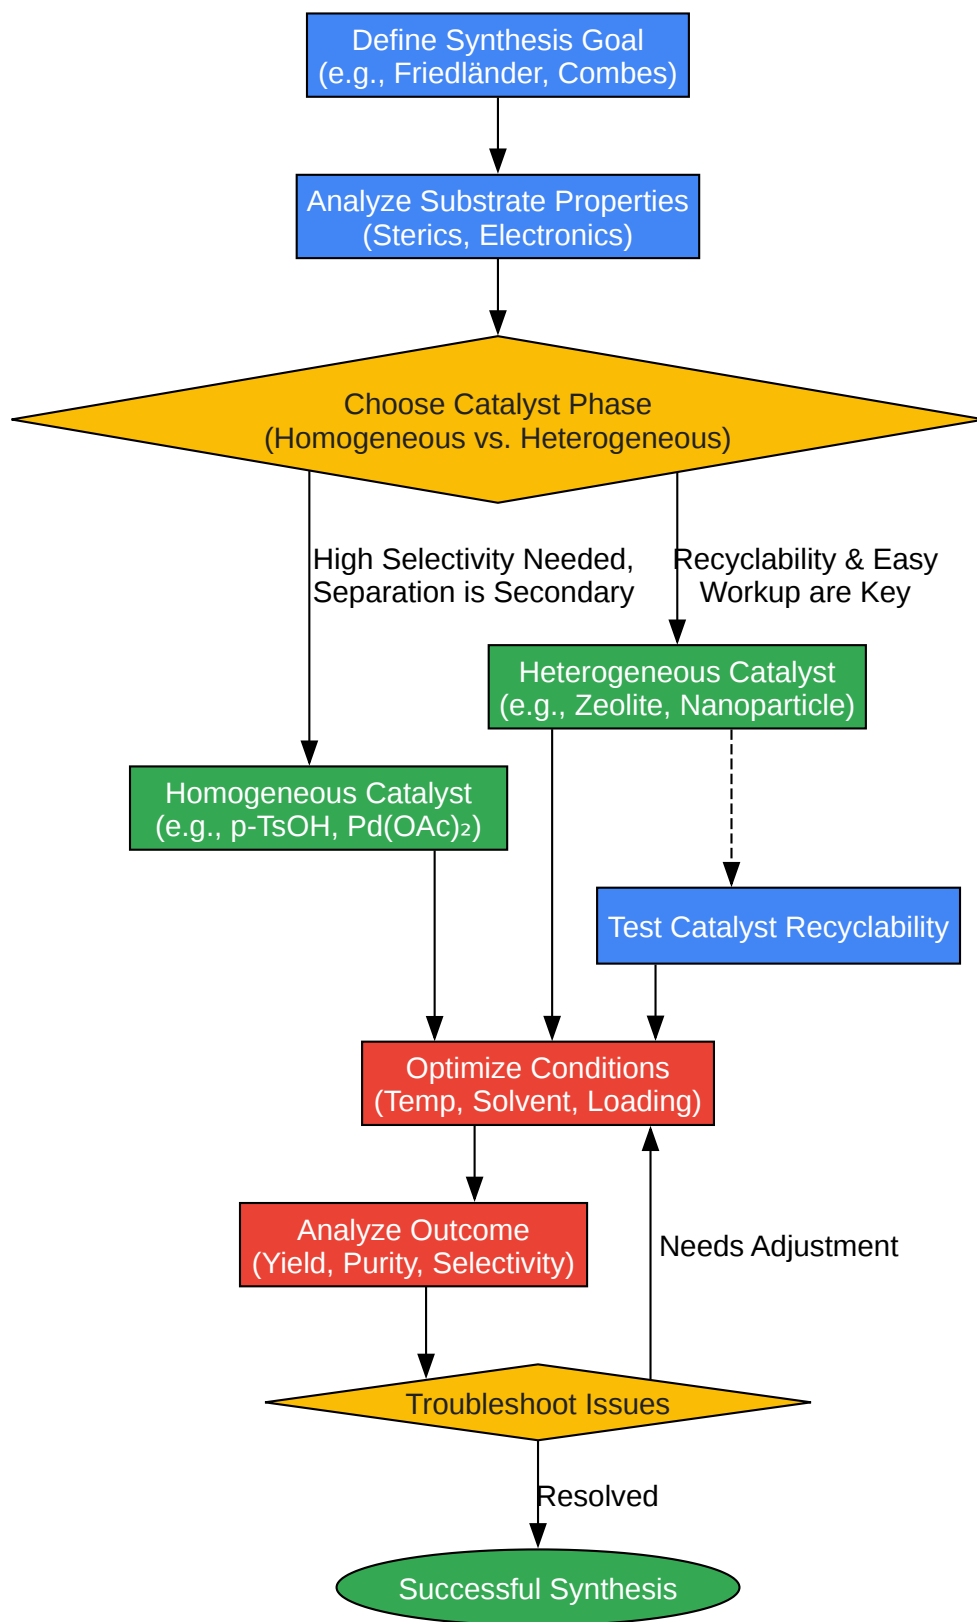 Define Synthesis Goal
(e.g., Friedländer, Combes)
Analyze Substrate Properties
(Sterics, Electronics)
Choose Catalyst Phase
(Homogeneous vs. Heterogeneous)
High Selectivity Needed,
Separation is Secondary
Recyclability & Easy
Workup are Key
Heterogeneous Catalyst
(e.g., Zeolite, Nanoparticle)
Homogeneous Catalyst
(e.g., p-TsOH, Pd(OAc)₂)
Test Catalyst Recyclability
Optimize Conditions
(Temp, Solvent, Loading)
Analyze Outcome
(Yield, Purity, Selectivity)
Needs Adjustment
Troubleshoot Issues
Resolved
Successful Synthesis